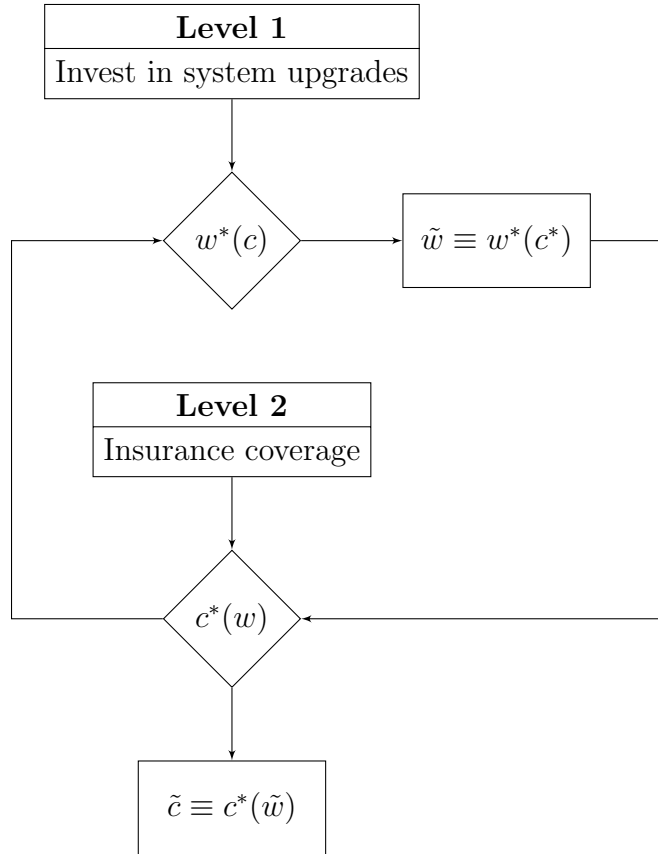 Level 1
Invest in system upgrades
w*(c)
w̃ ≡ w*(c*)
Level 2
Insurance coverage
c*(w)
c̃ ≡ c*(w̃)